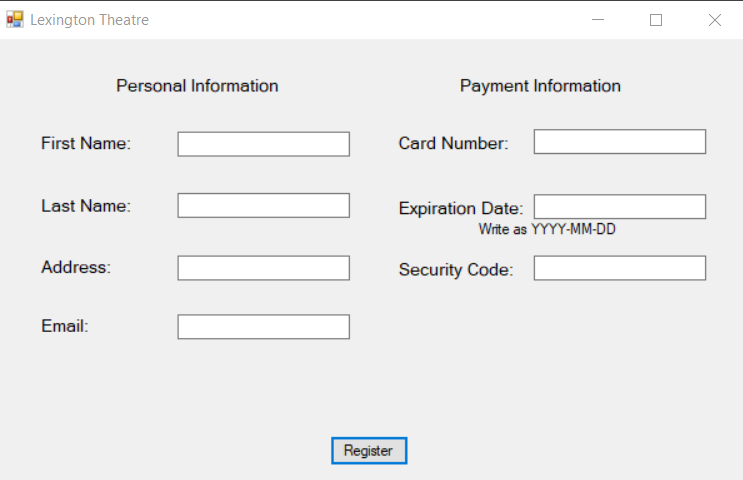 Lexington Theatre
Personal Information
First Name:
Last Name:
Address:
Email:
Payment Information
Card Number:
Expiration Date:
Write as YYYY-MM-DD
Security Code:
Register